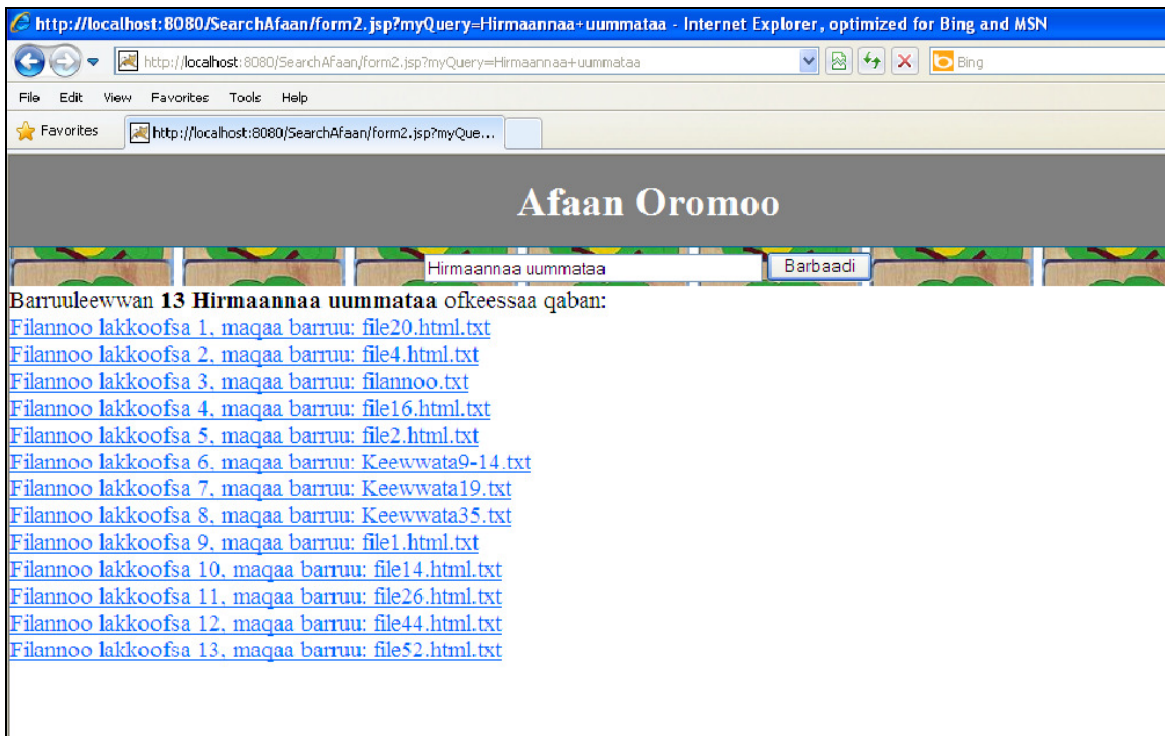 http://localhost:8080/SearchAfaan/form2.jsp?myQuery=Hirmaannaa+uummataa - Internet Explorer, optimized for Bing and MSN
http://localhost:8080/SearchAfaan/form2.jsp?myQuery=Hirmaannaa+uummataa
Bing
File Edit View Favorites Tools Help
Favorites http://localhost:8080/SearchAfaan/form2.jsp?myQue...
Afaan Oromoo
Hirmaannaa uummataa Barbaadi
Barruuleewwan 13 Hirmaannaa uummataa ofkeessaa qaban:
Filannoo lakkoofsa 1, maqaa barruu: file20.html.txt
Filannoo lakkoofsa 2, maqaa barruu: file4.html.txt
Filannoo lakkoofsa 3, maqaa barruu: filannoo.txt
Filannoo lakkoofsa 4, maqaa barruu: file16.html.txt
Filannoo lakkoofsa 5, maqaa barruu: file2.html.txt
Filannoo lakkoofsa 6, maqaa barruu: Keewwata9-14.txt
Filannoo lakkoofsa 7, maqaa barruu: Keewwata19.txt
Filannoo lakkoofsa 8, maqaa barruu: Keewwata35.txt
Filannoo lakkoofsa 9, maqaa barruu: file1.html.txt
Filannoo lakkoofsa 10, maqaa barruu: file14.html.txt
Filannoo lakkoofsa 11, maqaa barruu: file26.html.txt
Filannoo lakkoofsa 12, maqaa barruu: file44.html.txt
Filannoo lakkoofsa 13, maqaa barruu: file52.html.txt